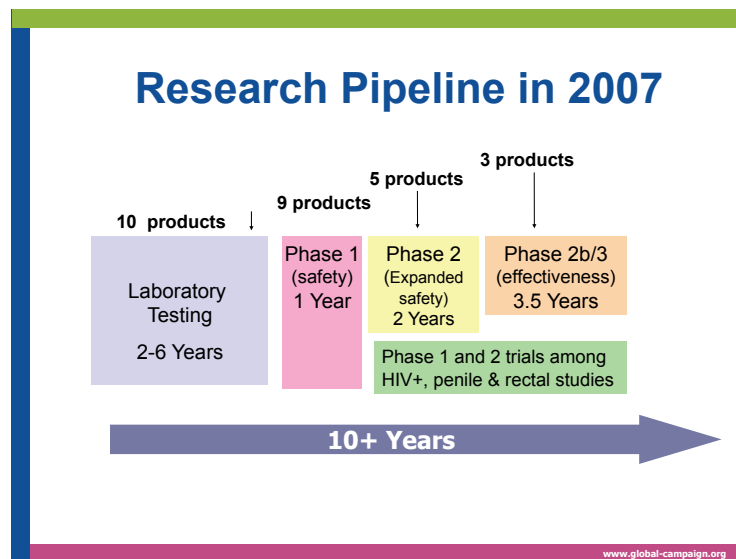 Research Pipeline in 2007
3 products
5 products
9 products
10 products
Laboratory
Testing
2-6 Years
Phase 1
(safety)
1 Year
Phase 2
(Expanded
safety)
2 Years
Phase 2b/3
(effectiveness)
3.5 Years
Phase 1 and 2 trials among
HIV+, penile & rectal studies
10+ Years
www.global-campaign.org